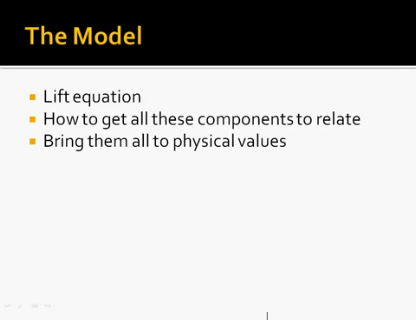 The Model
Lift equation
How to get all these components to relate
Bring them all to physical values